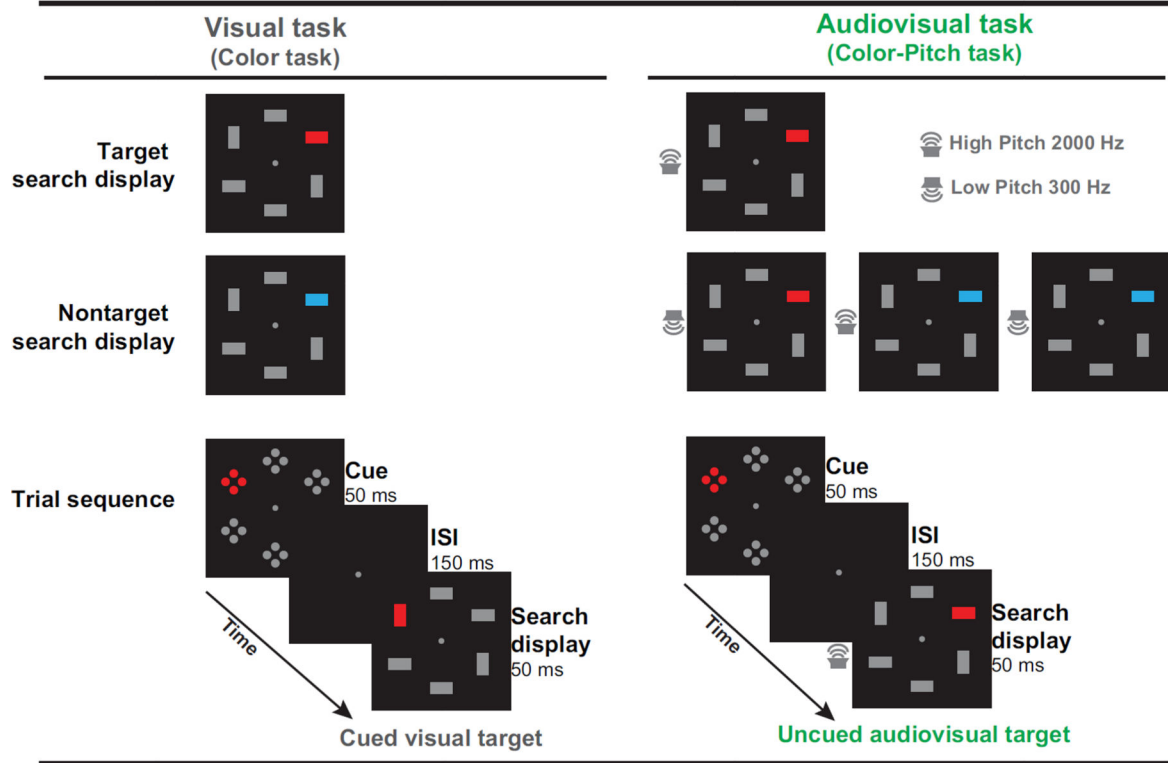 Visual task
(Color task)
Audiovisual task
(Color-Pitch task)
Target
search display
High Pitch 2000 Hz
Low Pitch 300 Hz
Nontarget
search display
Trial sequence
Cue
50 ms
ISI
150 ms
Search
display
50 ms
Time
Cued visual target
Cue
50 ms
ISI
150 ms
Search
display
50 ms
Time
Uncued audiovisual target